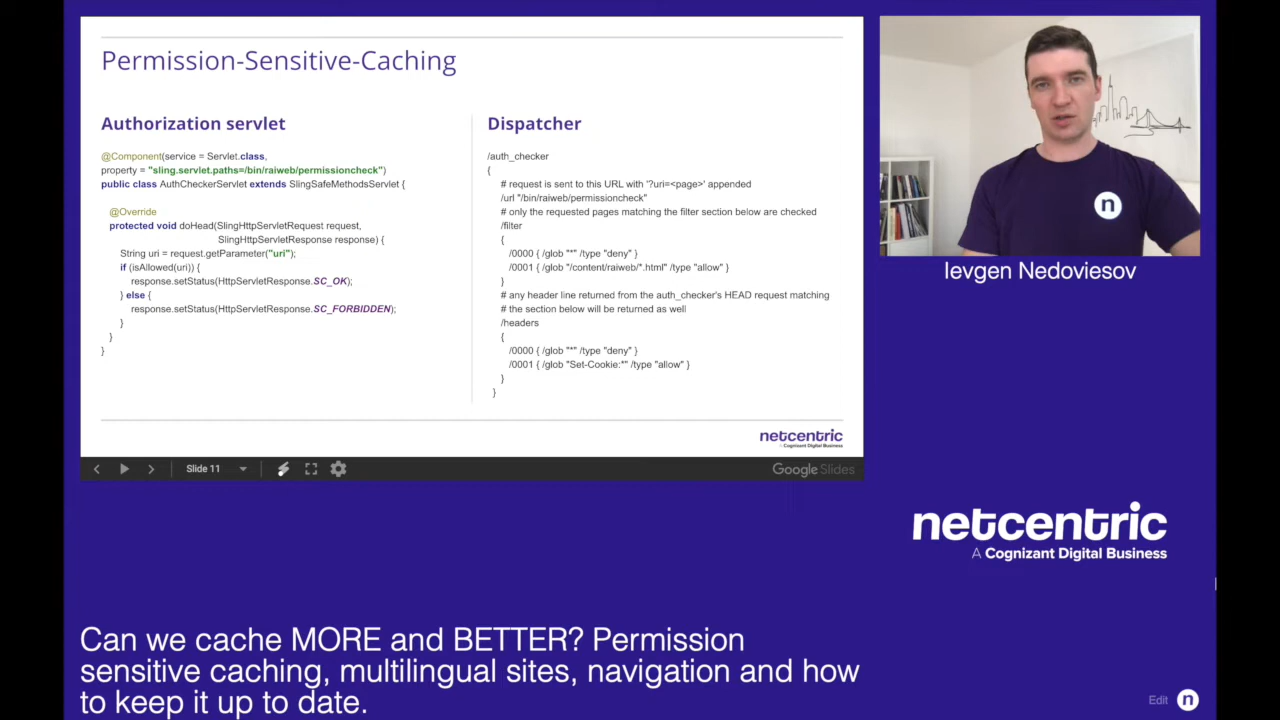 Permission-Sensitive-Caching
Authorization servlet
@Component(service = Servlet.class,
property = "sling.servlet.paths=/bin/raiweb/permissioncheck")
public class AuthCheckerServlet extends SlingSafeMethodsServlet {
@Override
protected void doHead(SlingHttpServletRequest request,
SlingHttpServletResponse response) {
String uri = request.getParameter("uri");
if (isAllowed(uri)) {
response.setStatus(HttpServletResponse.SC_OK);
} else {
response.setStatus(HttpServletResponse.SC_FORBIDDEN);
}
}
}
Dispatcher
/auth_checker
{
# request is sent to this URL with '?uri=<page>' appended
/url "/bin/raiweb/permissioncheck"
# only the requested pages matching the filter section below are checked
/filter
{
/0000 { /glob "*" /type "deny" }
/0001 { /glob "/content/raiweb/*.html" /type "allow" }
}
# any header line returned from the auth_checker's HEAD request matching
# the section below will be returned as well
/headers
{
/0000 { /glob "*" /type "deny" }
/0001 { /glob "Set-Cookie:*" /type "allow" }
}
}
netcentric
A Cognizant Digital Business
Slide 11
Google Slides
n
Ievgen Nedoviesov
netcentric
A Cognizant Digital Business
Can we cache MORE and BETTER? Permission
sensitive caching, multilingual sites, navigation and how
to keep it up to date.
Edit
n